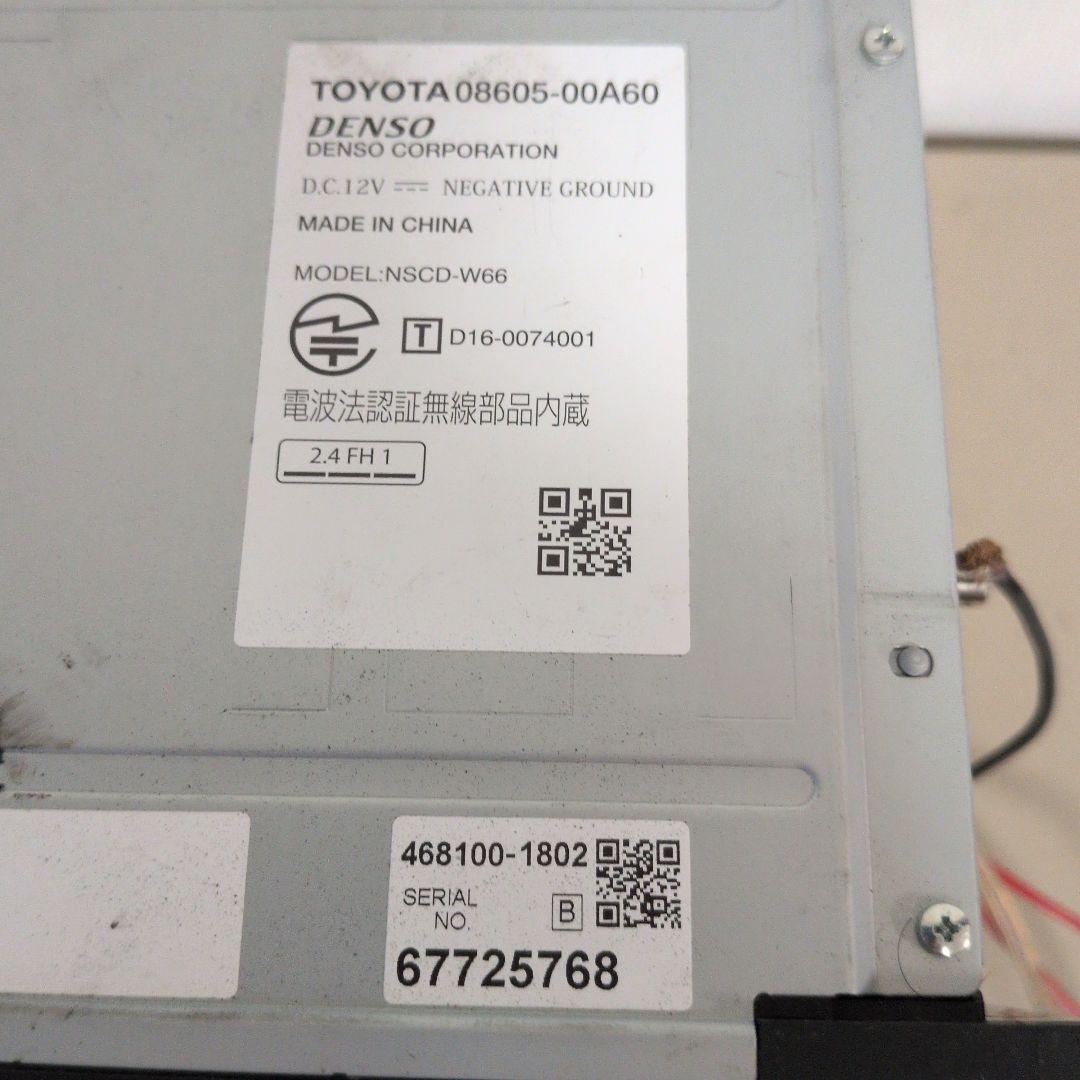 TOYOTA 08605-00A60
DENSO
DENSO CORPORATION
D.C.12V ⎓ NEGATIVE GROUND
MADE IN CHINA
MODEL:NSCD-W66
T D16-0074001
電波法認証無線部品内蔵
2.4 FH 1
468100-1802
SERIAL NO. B
67725768